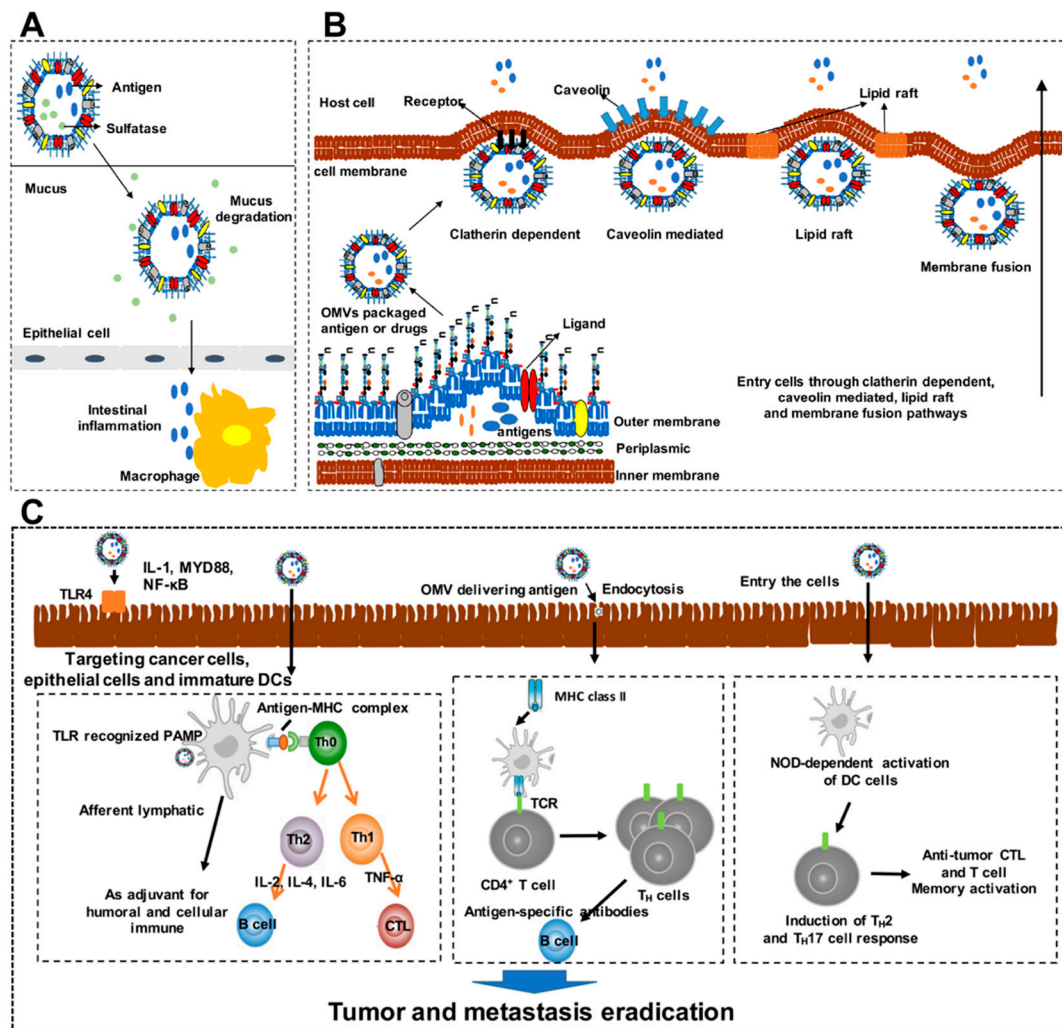 A
Antigen
Sulfatase
Mucus
Mucus
degradation
Epithelial cell
Intestinal
inflammation
Macrophage
B
Host cell
Receptor
Caveolin
Lipid raft
cell membrane
Clatherin dependent
Caveolin mediated
Lipid raft
Membrane fusion
OMVs packaged
antigen or drugs
Ligand
antigens
Outer membrane
Periplasmic
Inner membrane
Entry cells through clatherin dependent,
caveolin mediated, lipid raft
and membrane fusion pathways
C
IL-1, MYD88,
NF-κB
TLR4
OMV delivering antigen
Endocytosis
Entry the cells
Targeting cancer cells,
epithelial cells and immature DCs
Antigen-MHC complex
TLR recognized PAMP
Th0
Afferent lymphatic
Th2
Th1
IL-2, IL-4, IL-6
TNF-α
As adjuvant for
humoral and cellular
immune
B cell
CTL
MHC class II
TCR
CD4⁺ T cell
TH cells
Antigen-specific antibodies
B cell
NOD-dependent activation
of DC cells
Anti-tumor CTL
and T cell
Memory activation
Induction of TH2
and TH17 cell response
Tumor and metastasis eradication